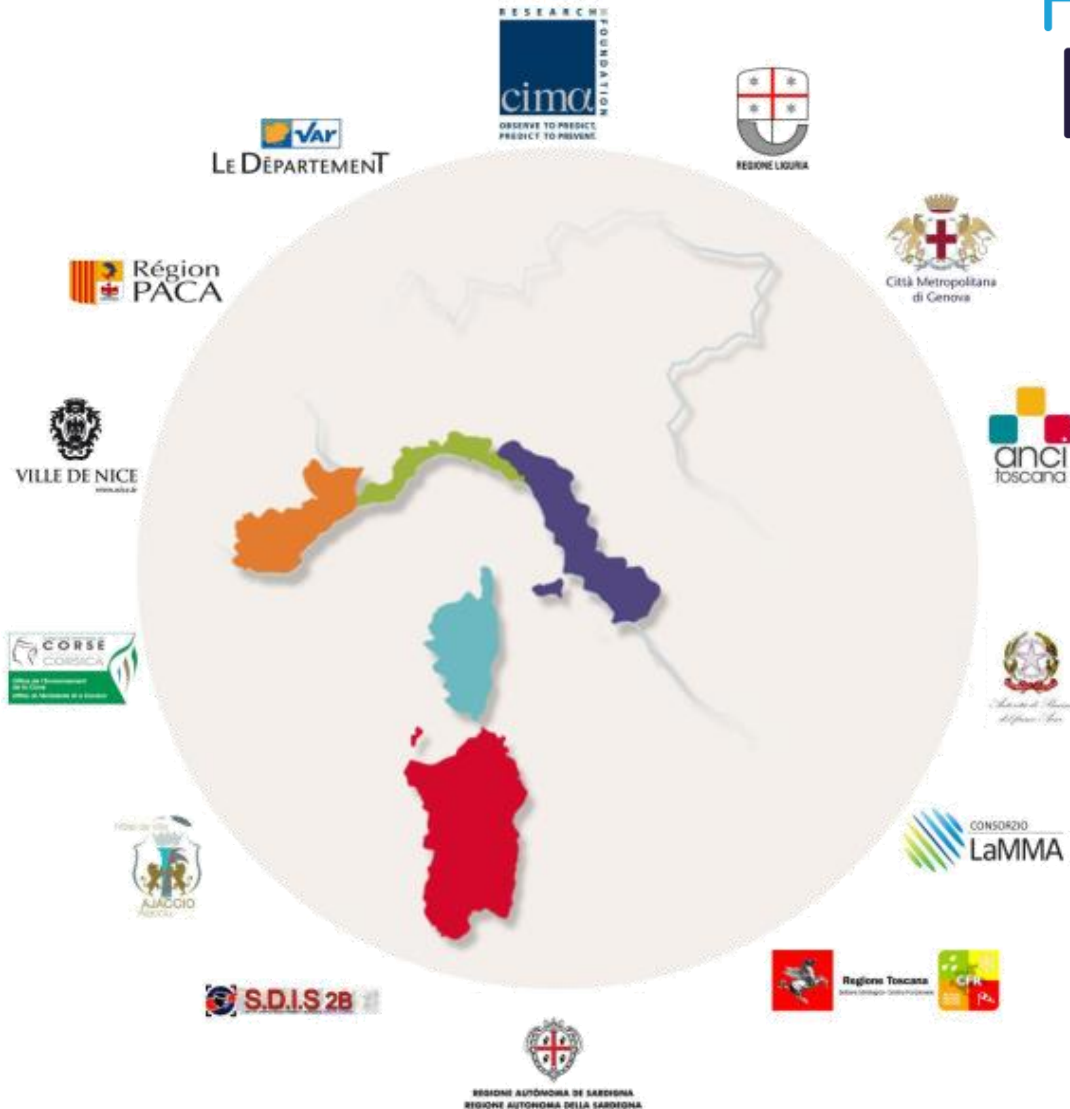 RESEARCH
FOUNDATION
cima
OBSERVE TO PREDICT,
PREDICT TO PREVENT.
REGIONE LIGURIA
Var
LE DÉPARTEMENT
Città Metropolitana
di Genova
Région
PACA
anci
toscana
VILLE DE NICE
CORSE
CORSICA
CONSORZIO
LaMMA
AJACCIO
S.D.I.S 2B
Regione Toscana
CFR
REGIONE AUTÒNOMA DE SARDIGNA
REGIONE AUTONOMA DELLA SARDEGNA